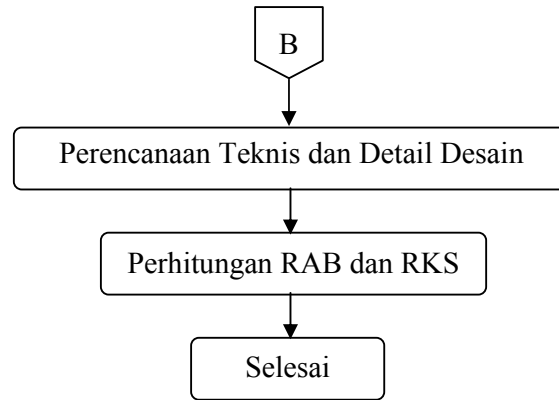 B
Perencanaan Teknis dan Detail Desain
Perhitungan RAB dan RKS
Selesai